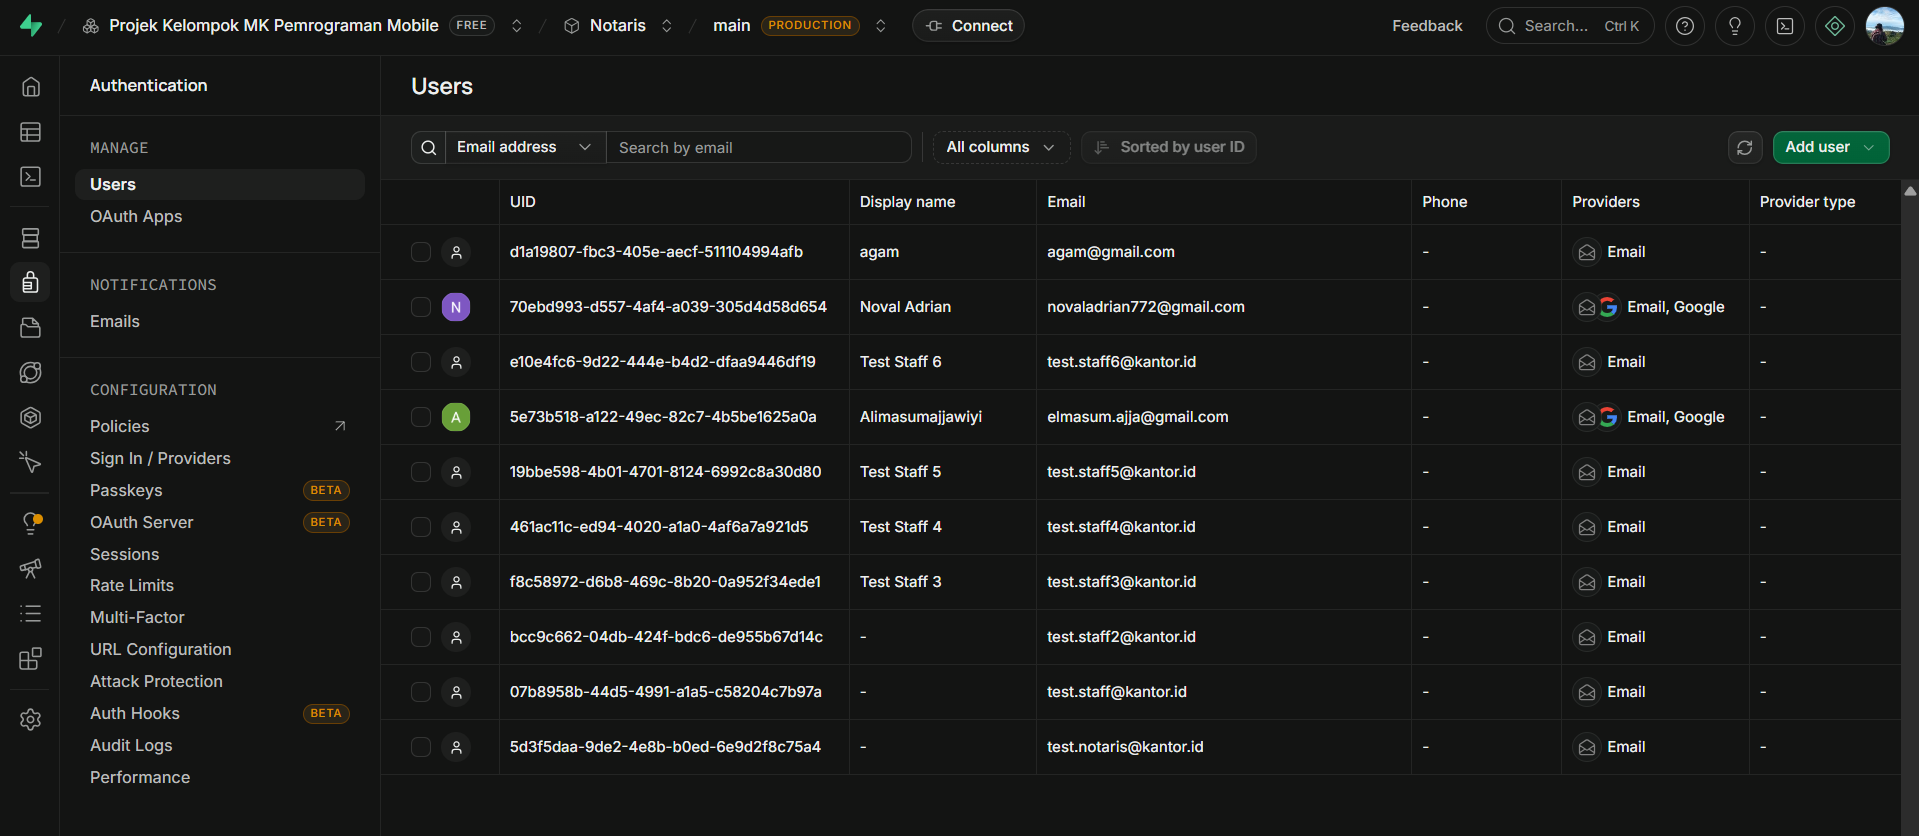 Projek Kelompok MK Pemrograman Mobile FREE Notaris main PRODUCTION Connect Feedback Search... Ctrl K
Authentication
MANAGE
Users
OAuth Apps
NOTIFICATIONS
Emails
CONFIGURATION
Policies
Sign In / Providers
Passkeys BETA
OAuth Server BETA
Sessions
Rate Limits
Multi-Factor
URL Configuration
Attack Protection
Auth Hooks BETA
Audit Logs
Performance
Users
Email address Search by email All columns Sorted by user ID Add user
UID Display name Email Phone Providers Provider type
d1a19807-fbc3-405e-aecf-511104994afb agam agam@gmail.com - Email -
N 70ebd993-d557-4af4-a039-305d4d58d654 Noval Adrian novaladrian772@gmail.com - Email, Google -
e10e4fc6-9d22-444e-b4d2-dfaa9446df19 Test Staff 6 test.staff6@kantor.id - Email -
A 5e73b518-a122-49ec-82c7-4b5be1625a0a Alimasumajjawiyi elmasum.ajja@gmail.com - Email, Google -
19bbe598-4b01-4701-8124-6992c8a30d80 Test Staff 5 test.staff5@kantor.id - Email -
461ac11c-ed94-4020-a1a0-4af6a7a921d5 Test Staff 4 test.staff4@kantor.id - Email -
f8c58972-d6b8-469c-8b20-0a952f34ede1 Test Staff 3 test.staff3@kantor.id - Email -
bcc9c662-04db-424f-bdc6-de955b67d14c - test.staff2@kantor.id - Email -
07b8958b-44d5-4991-a1a5-c58204c7b97a - test.staff@kantor.id - Email -
5d3f5daa-9de2-4e8b-b0ed-6e9d2f8c75a4 - test.notaris@kantor.id - Email -